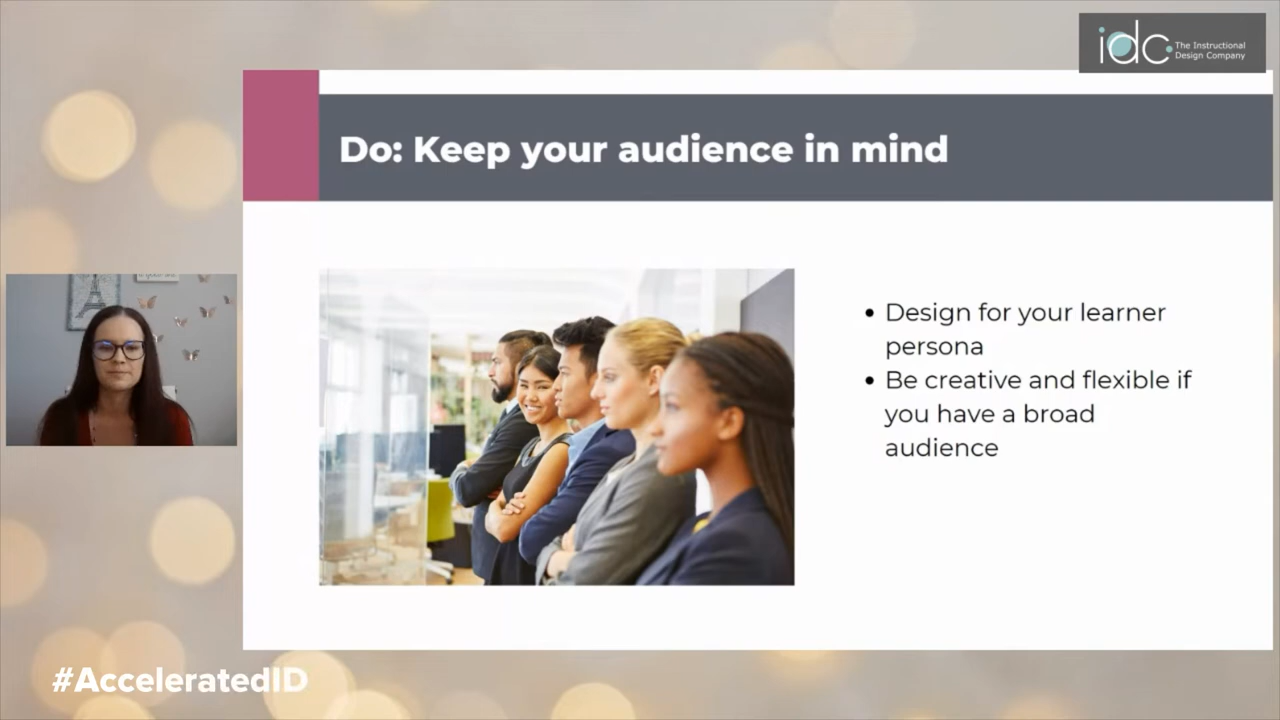 idc
The Instructional
Design Company
Do: Keep your audience in mind
• Design for your learner
persona
• Be creative and flexible if
you have a broad
audience
#AcceleratedID